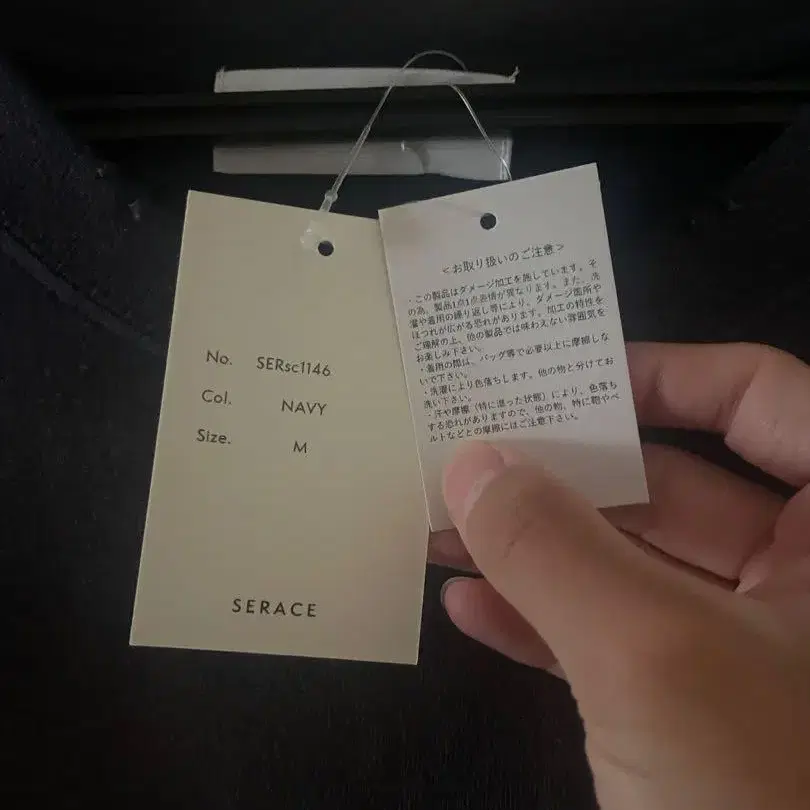 No. SERsc1146
Col. NAVY
Size. M
SERACE
＜お取り扱いのご注意＞
・この製品はダメージ加工を施しています。そ
の為、製品1点1点表情が異なります。また、洗
濯や着用の繰り返し等により、ダメージ箇所や
ほつれが広がる恐れがあります。加工の特性を
ご理解の上、他の製品では味わえない雰囲気を
お楽しみ下さい。
・着用の際は、バッグ等で必要以上に摩擦しな
いで下さい。
・洗濯により色落ちします。他の物と分けてお
洗い下さい。
・汗や摩擦（特に湿った状態）により、色落ち
する恐れがありますので、他の物、特に鞄やベ
ルトなどとの摩擦にはご注意下さい。